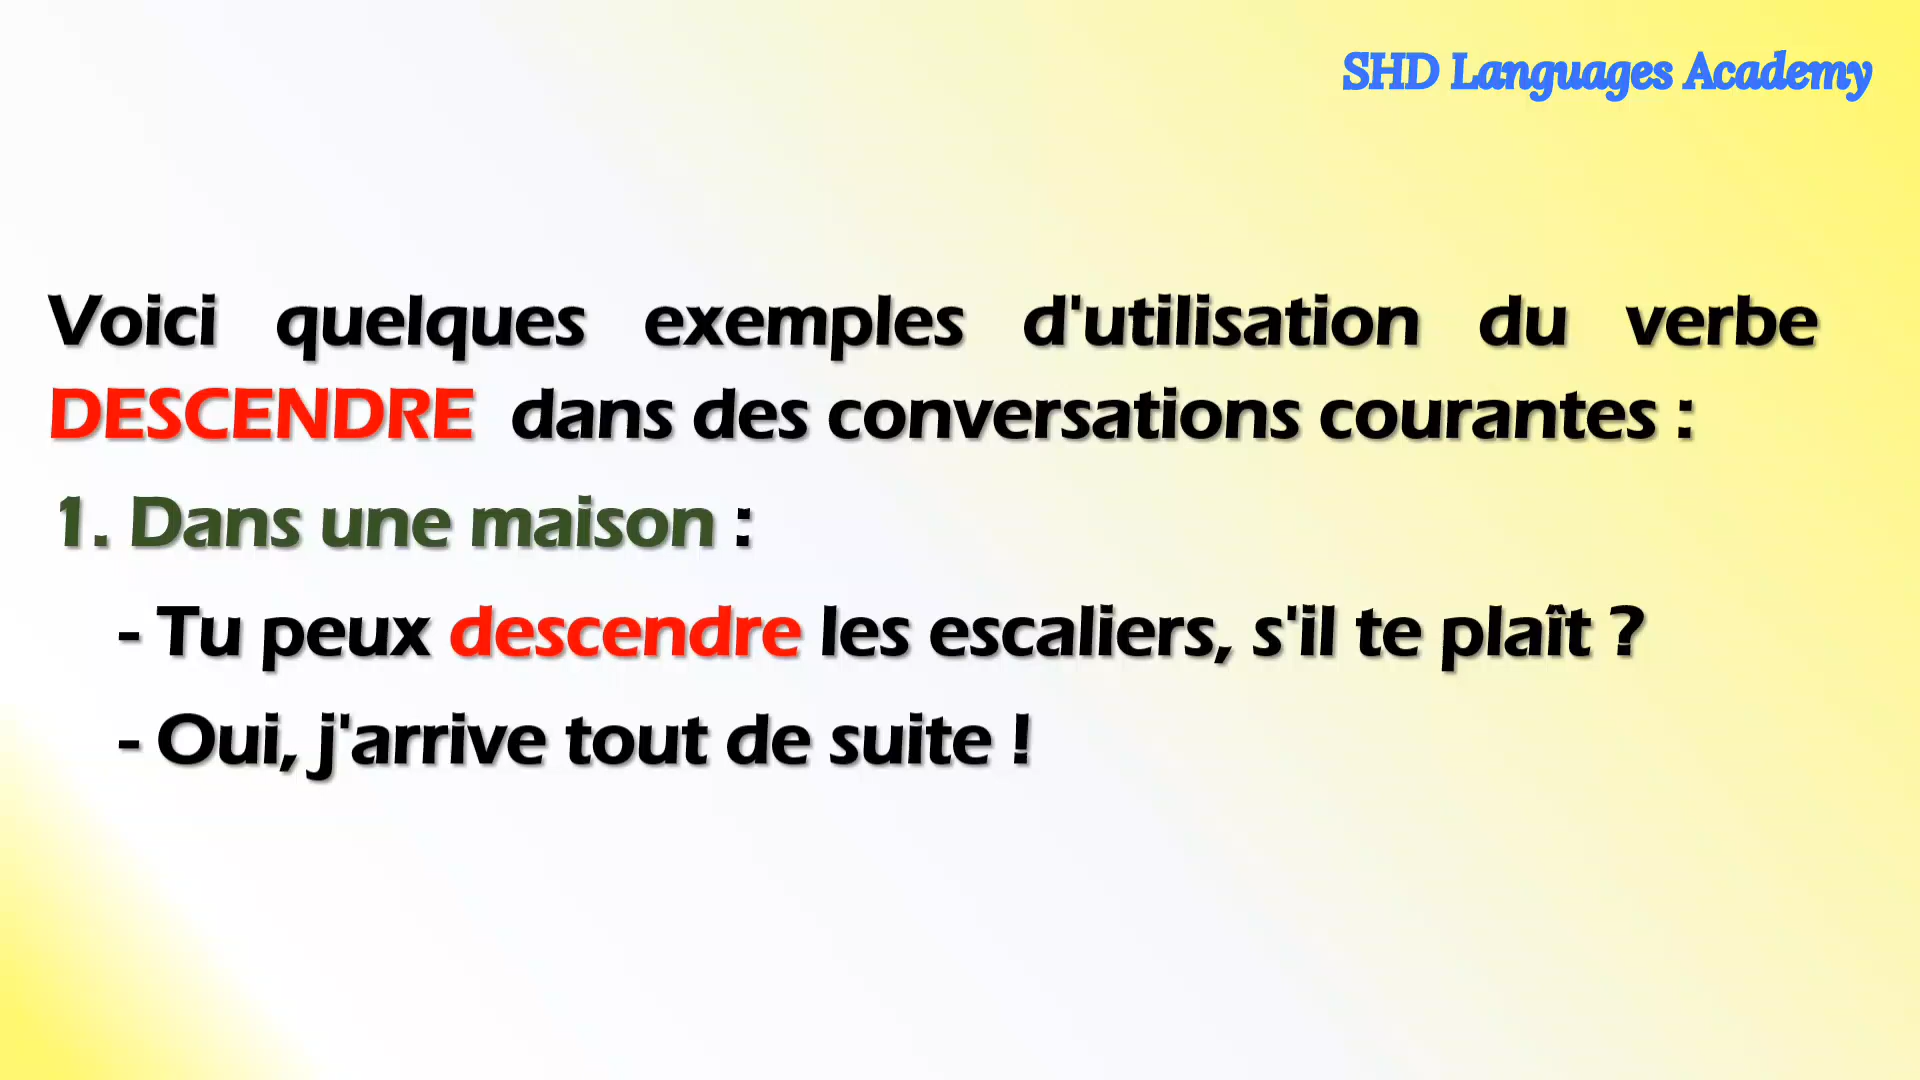 SHD Languages Academy
Voici quelques exemples d'utilisation du verbe
DESCENDRE dans des conversations courantes :
1. Dans une maison :
- Tu peux descendre les escaliers, s'il te plaît ?
- Oui, j'arrive tout de suite !